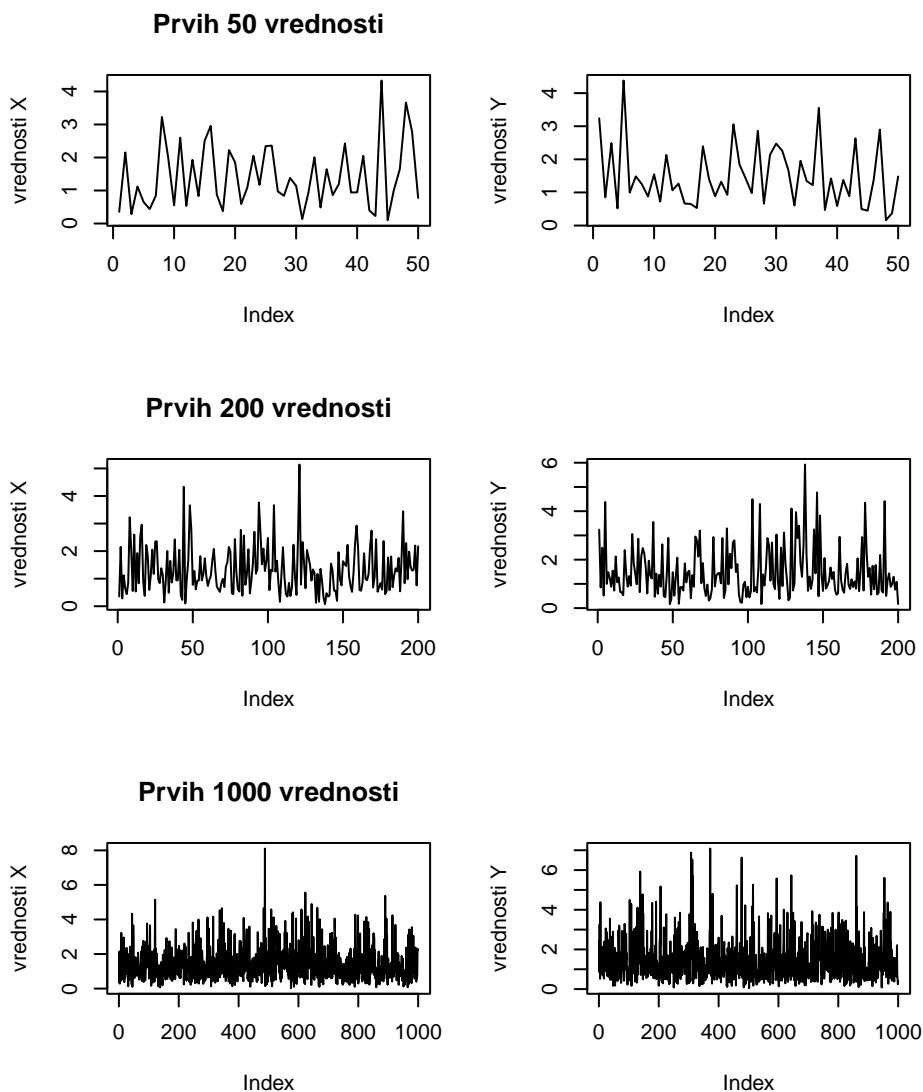 Prvih 50 vrednosti
vrednosti X
0 1 2 3 4
0 10 20 30 40 50
Index
vrednosti Y
0 1 2 3 4
0 10 20 30 40 50
Index
Prvih 200 vrednosti
vrednosti X
0 2 4
0 50 100 150 200
Index
vrednosti Y
0 2 4 6
0 50 100 150 200
Index
Prvih 1000 vrednosti
vrednosti X
0 2 4 6 8
0 200 400 600 800 1000
Index
vrednosti Y
0 2 4 6
0 200 400 600 800 1000
Index